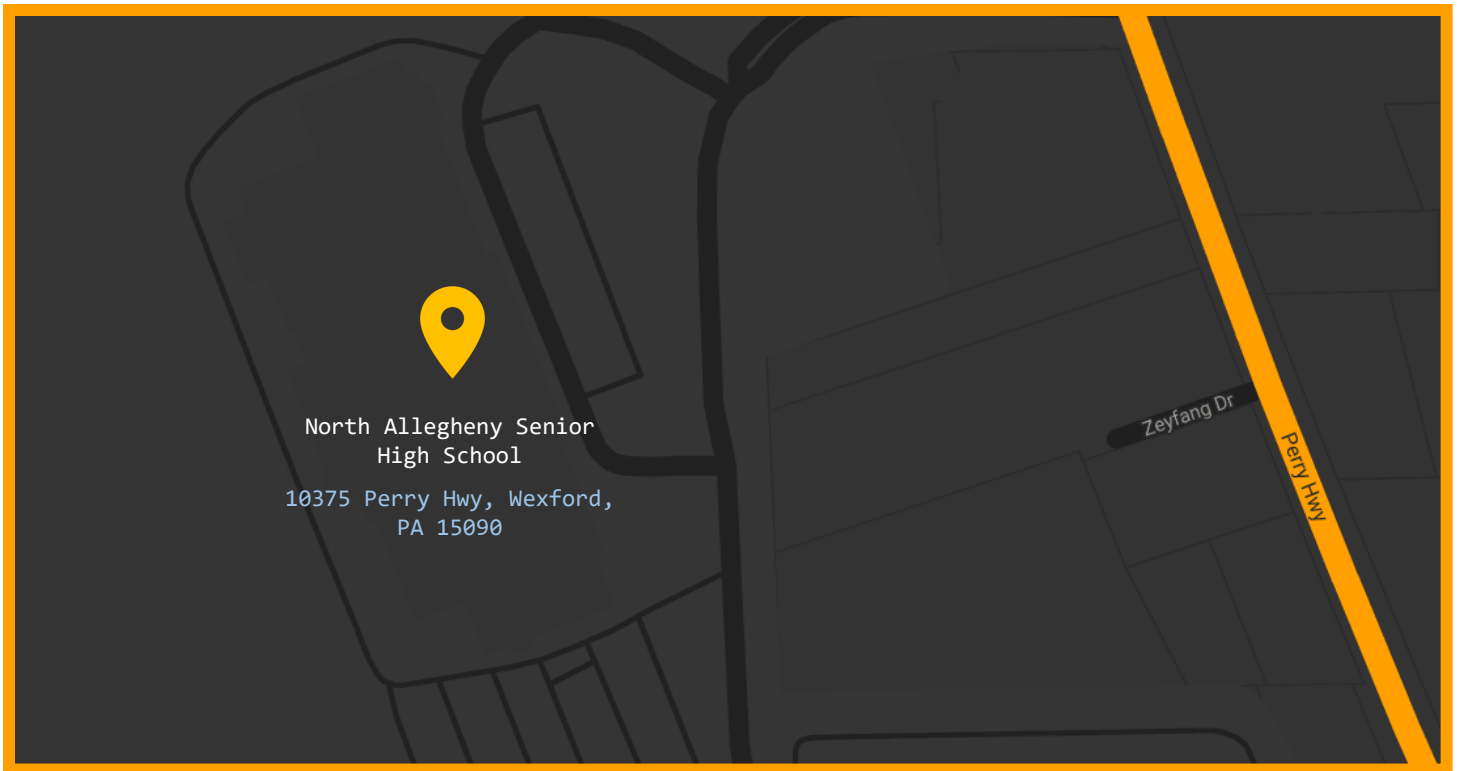 North Allegheny Senior
High School
10375 Perry Hwy, Wexford,
PA 15090
Zeyfang Dr
Perry Hwy